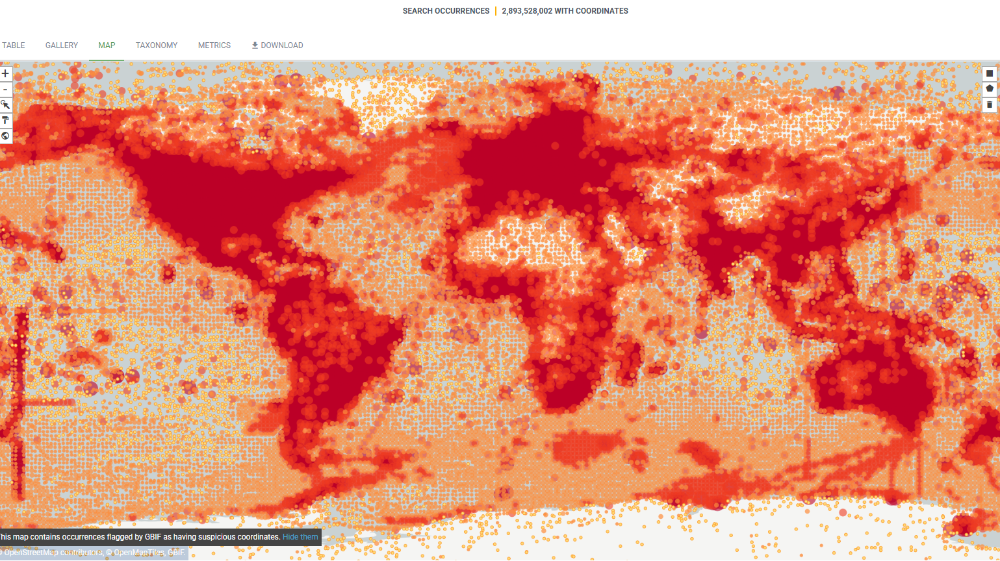 SEARCH OCCURRENCES | 2,893,528,002 WITH COORDINATES
TABLE GALLERY MAP TAXONOMY METRICS DOWNLOAD
This map contains occurrences flagged by GBIF as having suspicious coordinates. Hide them
© OpenStreetMap contributors, © OpenMapTiles, GBIF.